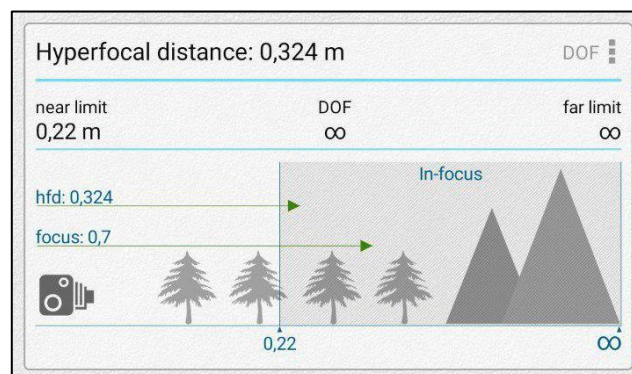 Hyperfocal distance: 0,324 m DOF
near limit DOF far limit
0,22 m ∞ ∞
In-focus
hfd: 0,324
focus: 0,7
0,22 ∞